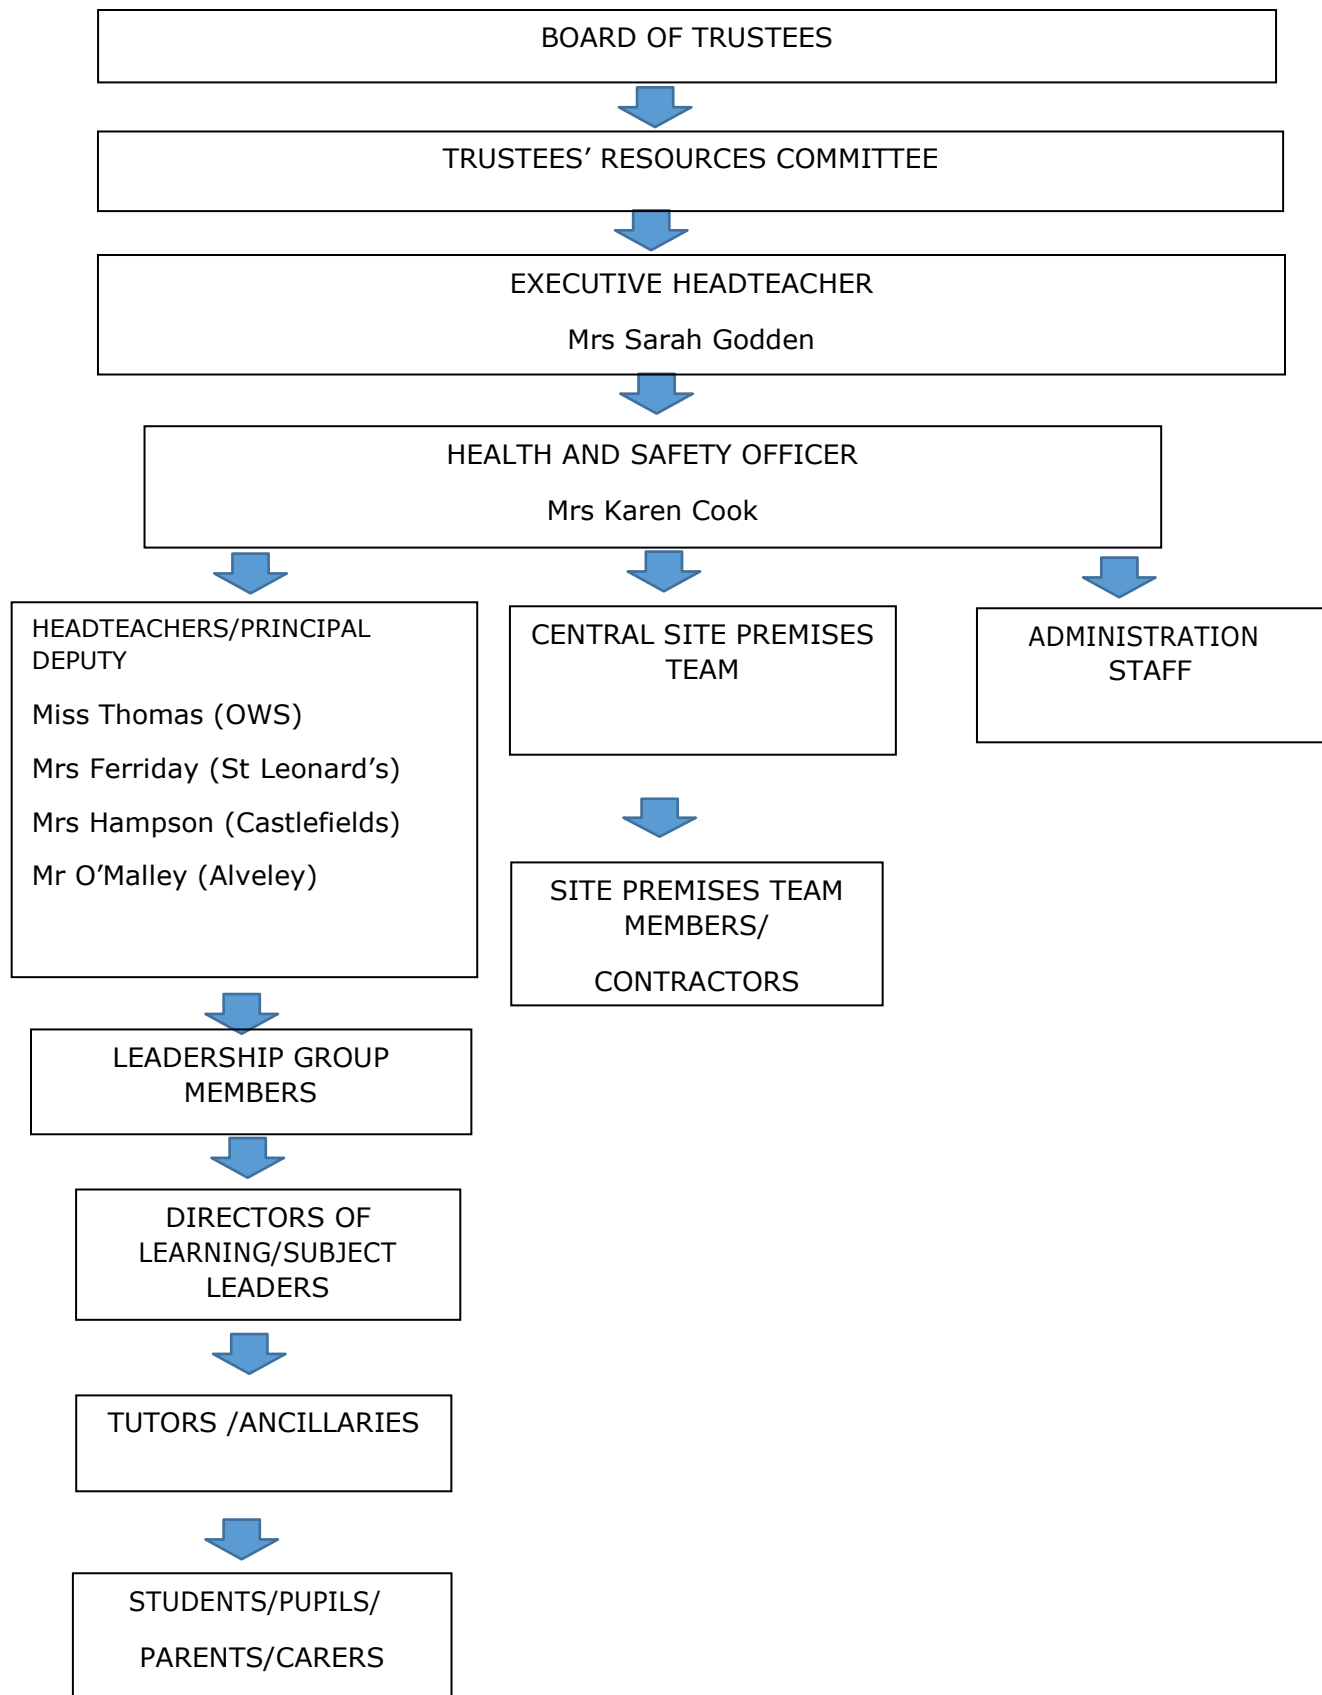 BOARD OF TRUSTEES
TRUSTEES’ RESOURCES COMMITTEE
EXECUTIVE HEADTEACHER
Mrs Sarah Godden
HEALTH AND SAFETY OFFICER
Mrs Karen Cook
HEADTEACHERS/PRINCIPAL
DEPUTY
Miss Thomas (OWS)
Mrs Ferriday (St Leonard’s)
Mrs Hampson (Castlefields)
Mr O’Malley (Alveley)
CENTRAL SITE PREMISES
TEAM
ADMINISTRATION
STAFF
SITE PREMISES TEAM
MEMBERS/
CONTRACTORS
LEADERSHIP GROUP
MEMBERS
DIRECTORS OF
LEARNING/SUBJECT
LEADERS
TUTORS /ANCILLARIES
STUDENTS/PUPILS/
PARENTS/CARERS